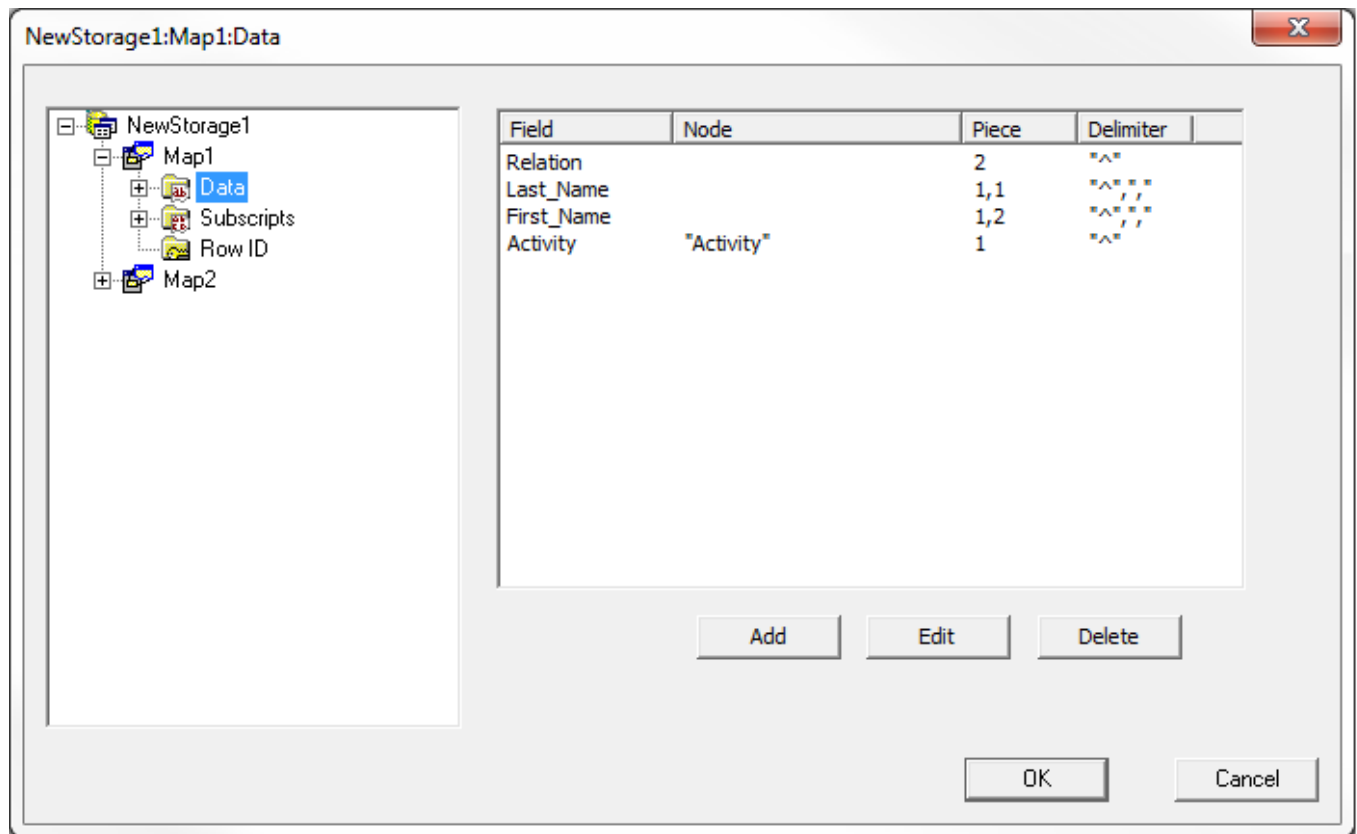 NewStorage1:Map1:Data
NewStorage1
Map1
Data
Subscripts
Row ID
Map2
Field Node Piece Delimiter
Relation 2 "^"
Last_Name 1,1 "^",","
First_Name 1,2 "^",","
Activity "Activity" 1 "^"
Add Edit Delete
OK Cancel